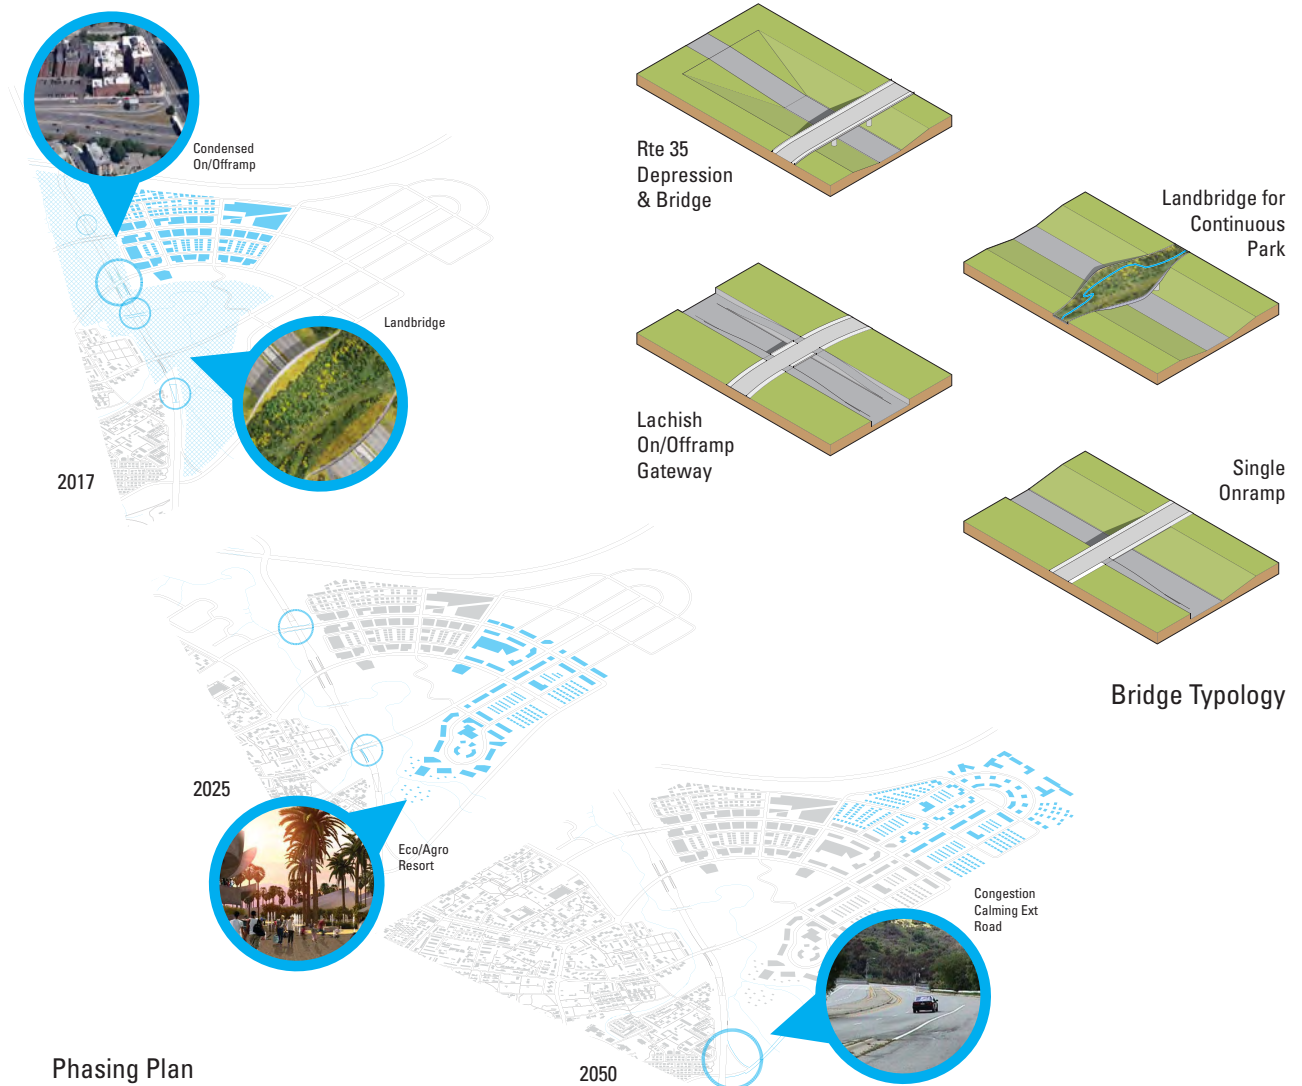 Condensed
On/Offramp
Landbridge
2017
Rte 35
Depression
& Bridge
Landbridge for
Continuous
Park
Lachish
On/Offramp
Gateway
Single
Onramp
Bridge Typology
2025
Eco/Agro
Resort
Congestion
Calming Ext
Road
2050
Phasing Plan